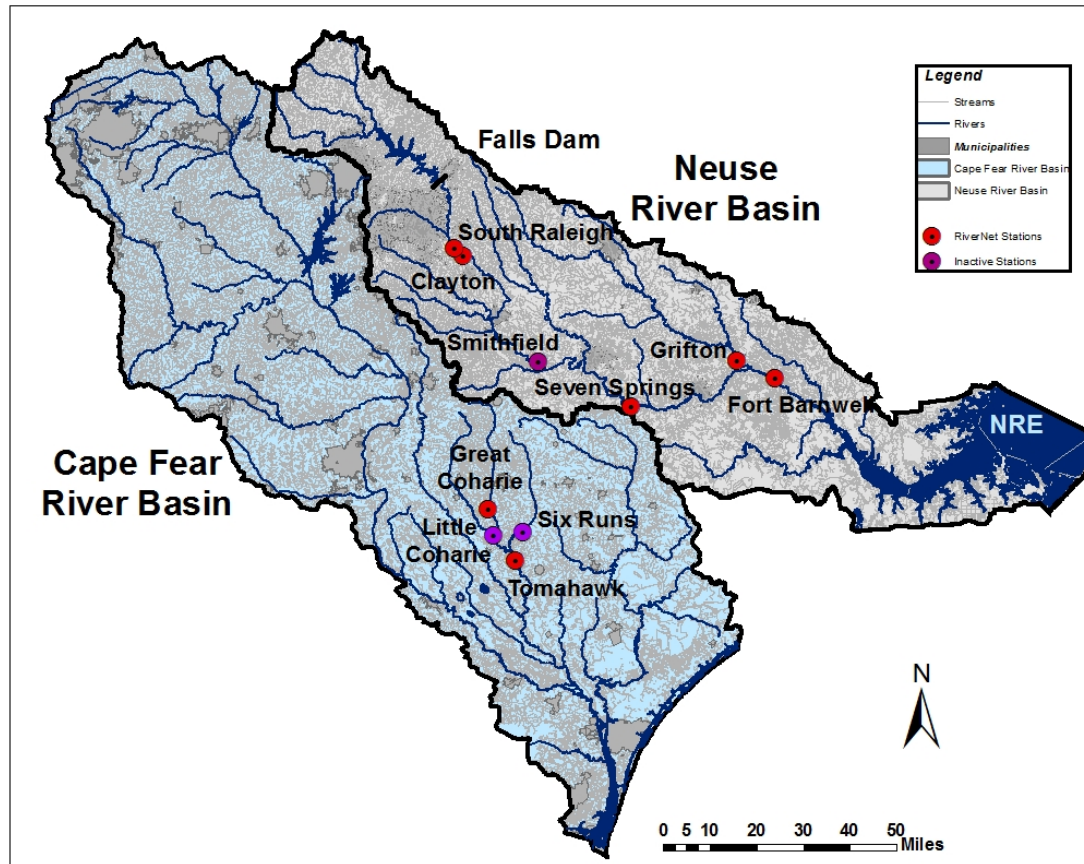 Legend
Streams
Rivers
Municipalities
Cape Fear River Basin
Neuse River Basin
RiverNet Stations
Inactive Stations
Falls Dam
Neuse
River Basin
South Raleigh
Clayton
Smithfield
Grifton
Seven Springs
Fort Barnwell
NRE
Cape Fear
River Basin
Great
Coharie
Little
Coharie
Six Runs
Tomahawk
N
0 5 10 20 30 40 50
Miles